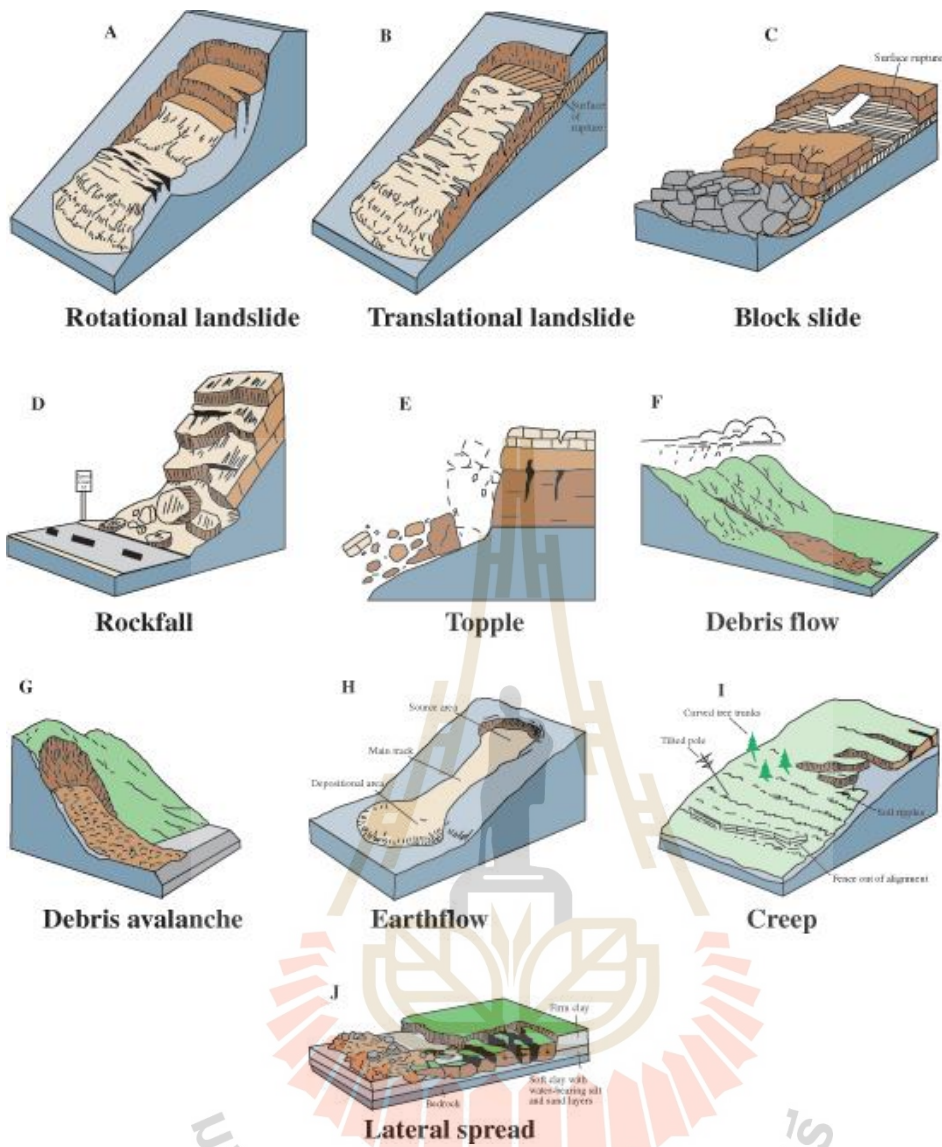 A
B
C
Surface rupture
Surface
of
rupture
Rotational landslide
Translational landslide
Block slide
D
E
F
Rockfall
Topple
Debris flow
G
H
I
Source area
Main track
Depositional area
Curved tree trunks
Tilted pole
Soil ripples
Fence out of alignment
Debris avalanche
Earthflow
Creep
J
Firm clay
Soft clay with
water-bearing silt
and sand layers
Bedrock
Lateral spread